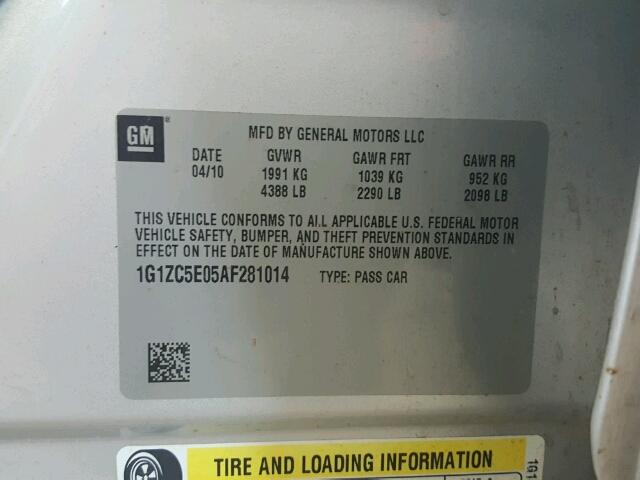 GM
MFD BY GENERAL MOTORS LLC
DATE GVWR GAWR FRT GAWR RR
04/10 1991 KG 1039 KG 952 KG
4388 LB 2290 LB 2098 LB
THIS VEHICLE CONFORMS TO ALL APPLICABLE U.S. FEDERAL MOTOR
VEHICLE SAFETY, BUMPER, AND THEFT PREVENTION STANDARDS IN
EFFECT ON THE DATE OF MANUFACTURE SHOWN ABOVE.
1G1ZC5E05AF281014 TYPE: PASS CAR
TIRE AND LOADING INFORMATION